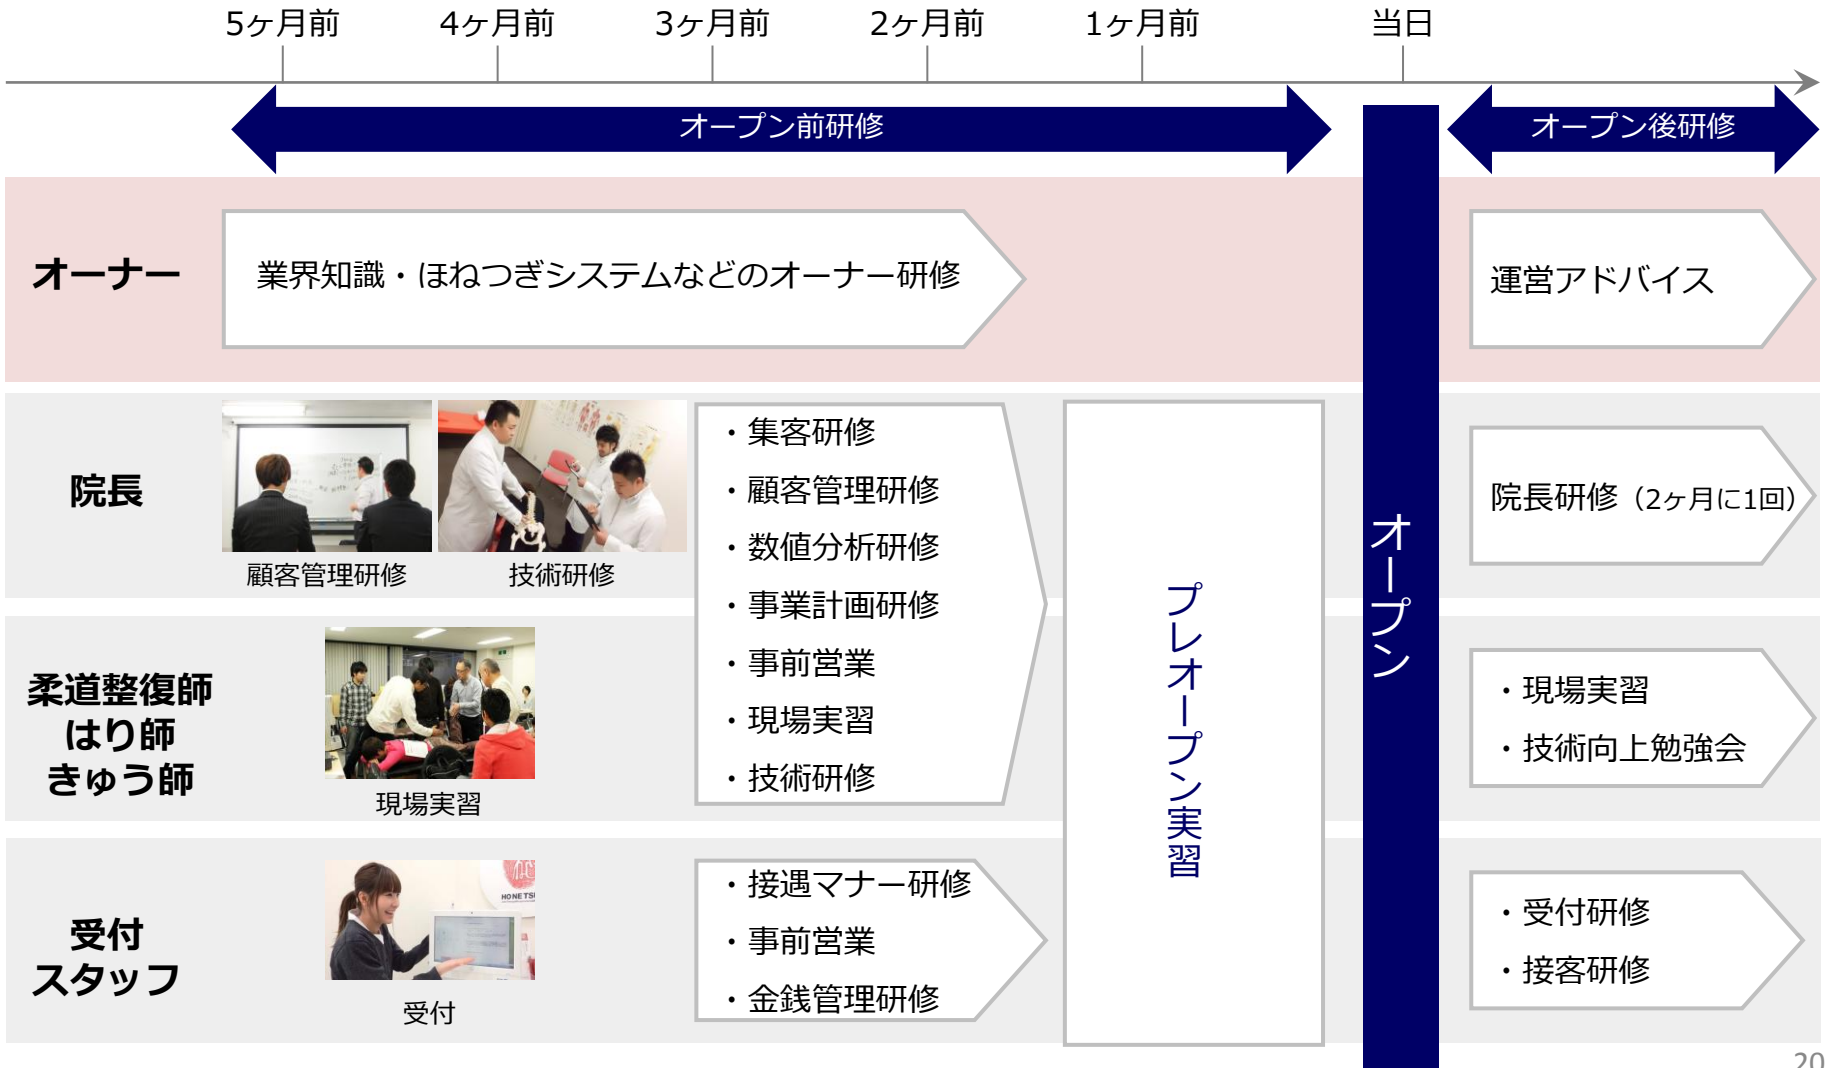 5ヶ月前
4ヶ月前
3ヶ月前
2ヶ月前
1ヶ月前
当日
オープン前研修
オープン後研修
オーナー
業界知識・ほねつぎシステムなどのオーナー研修
運営アドバイス
院長
顧客管理研修
技術研修
・集客研修
・顧客管理研修
・数値分析研修
・事業計画研修
・事前営業
・現場実習
・技術研修
プレオープン実習
オープン
院長研修（2ヶ月に1回）
柔道整復師
はり師
きゅう師
現場実習
・現場実習
・技術向上勉強会
受付
スタッフ
HONETSU
受付
・接遇マナー研修
・事前営業
・金銭管理研修
・受付研修
・接客研修
20